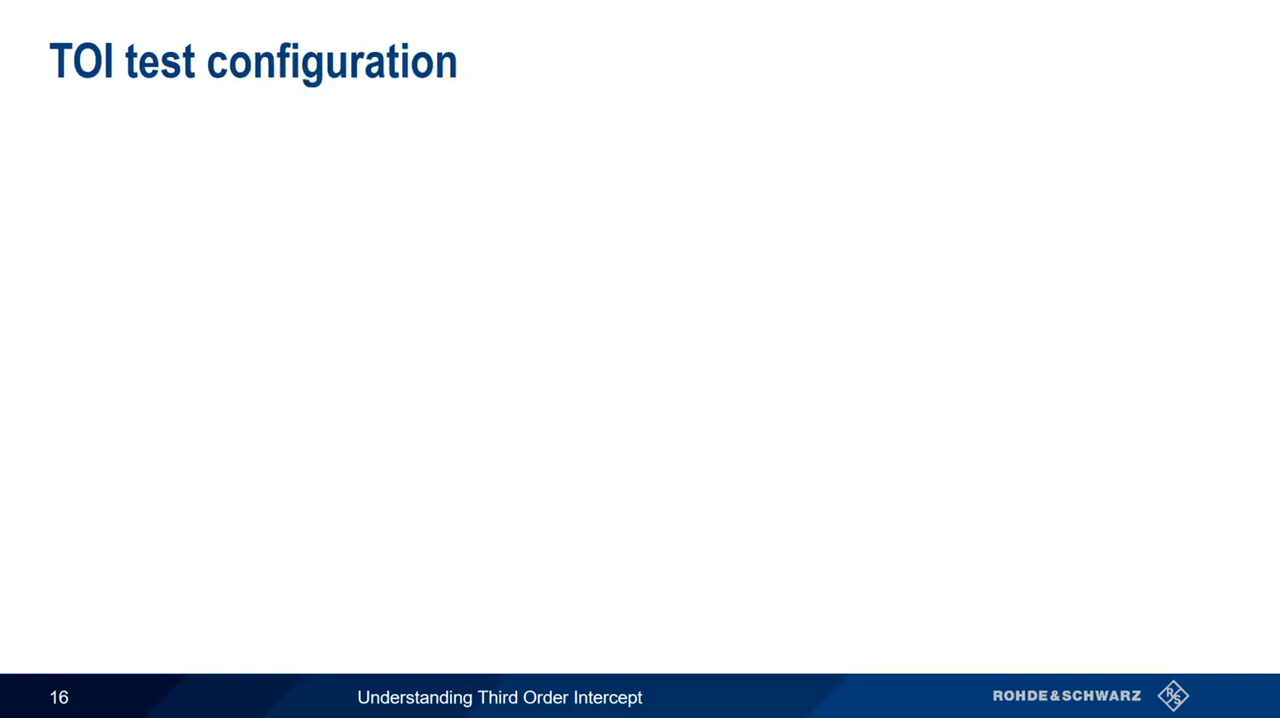 TOI test configuration
16
Understanding Third Order Intercept
ROHDE&SCHWARZ
R
S